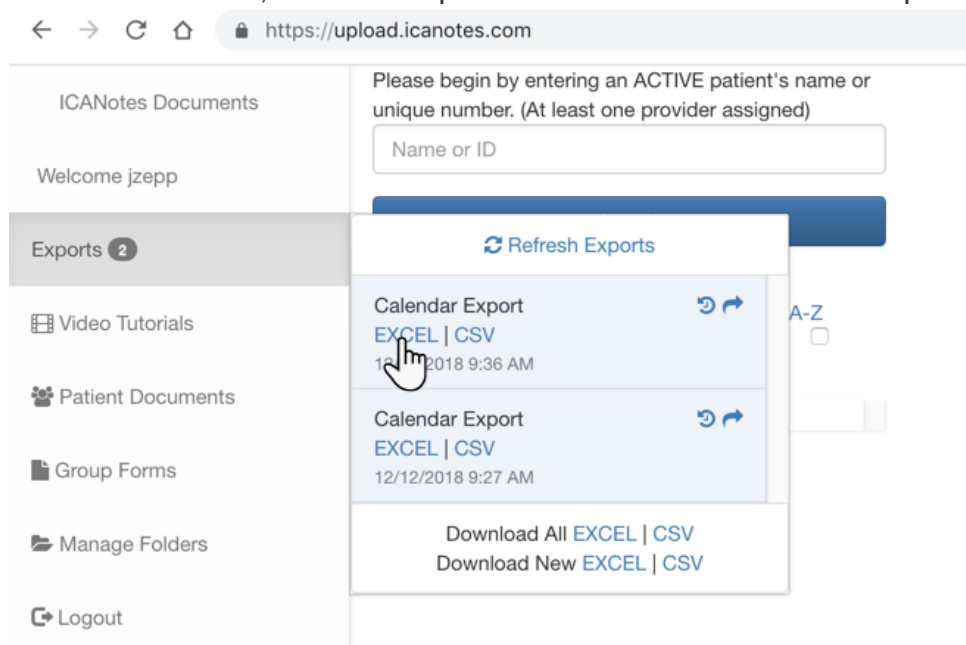 https://upload.icanotes.com
ICANotes Documents
Welcome jzepp
Exports 2
Video Tutorials
Patient Documents
Group Forms
Manage Folders
Logout
Please begin by entering an ACTIVE patient's name or
unique number. (At least one provider assigned)
Name or ID
Refresh Exports
Calendar Export
EXCEL | CSV
2018 9:36 AM
Calendar Export
EXCEL | CSV
12/12/2018 9:27 AM
Download All EXCEL | CSV
Download New EXCEL | CSV
A-Z